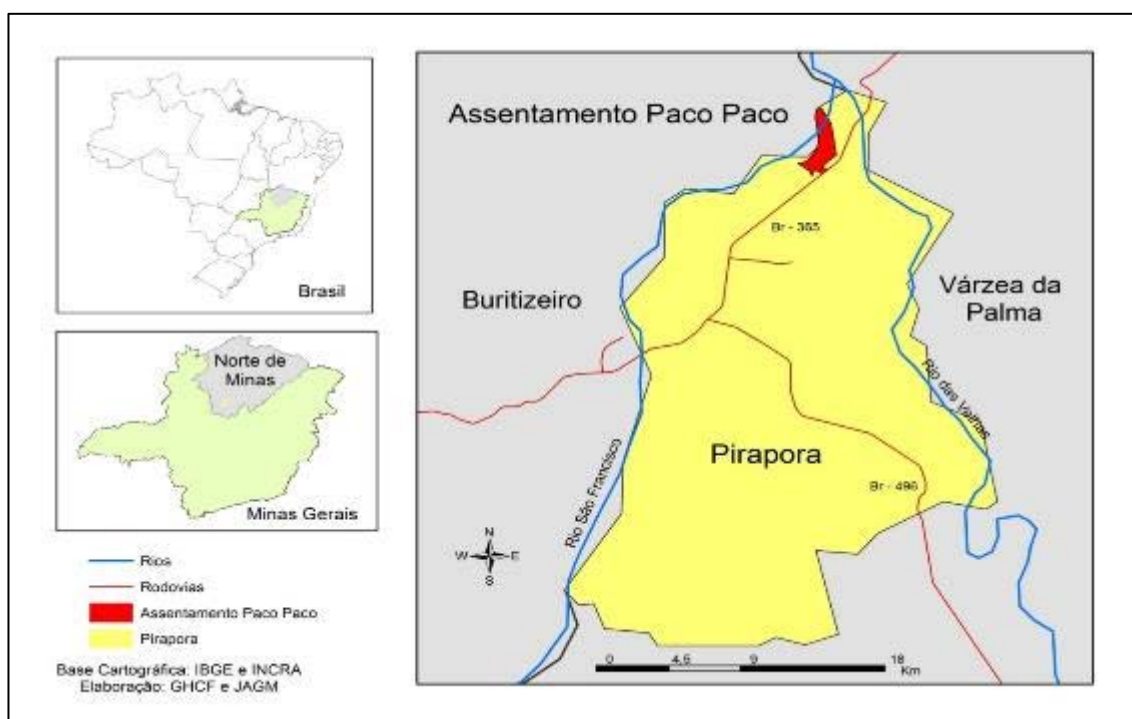 Brasil
Norte de
Minas
Minas Gerais
Rios
Rodovias
Assentamento Paco Paco
Pirapora
Base Cartográfica: IBGE e INCRA
Elaboração: GHCF e JAGM
Assentamento Paco Paco
Br - 365
Buritizeiro
Várzea da
Palma
Rio das Velhas
Rio São Francisco
Pirapora
Br - 496
N
W E
S
0 4,5 9 18
Km